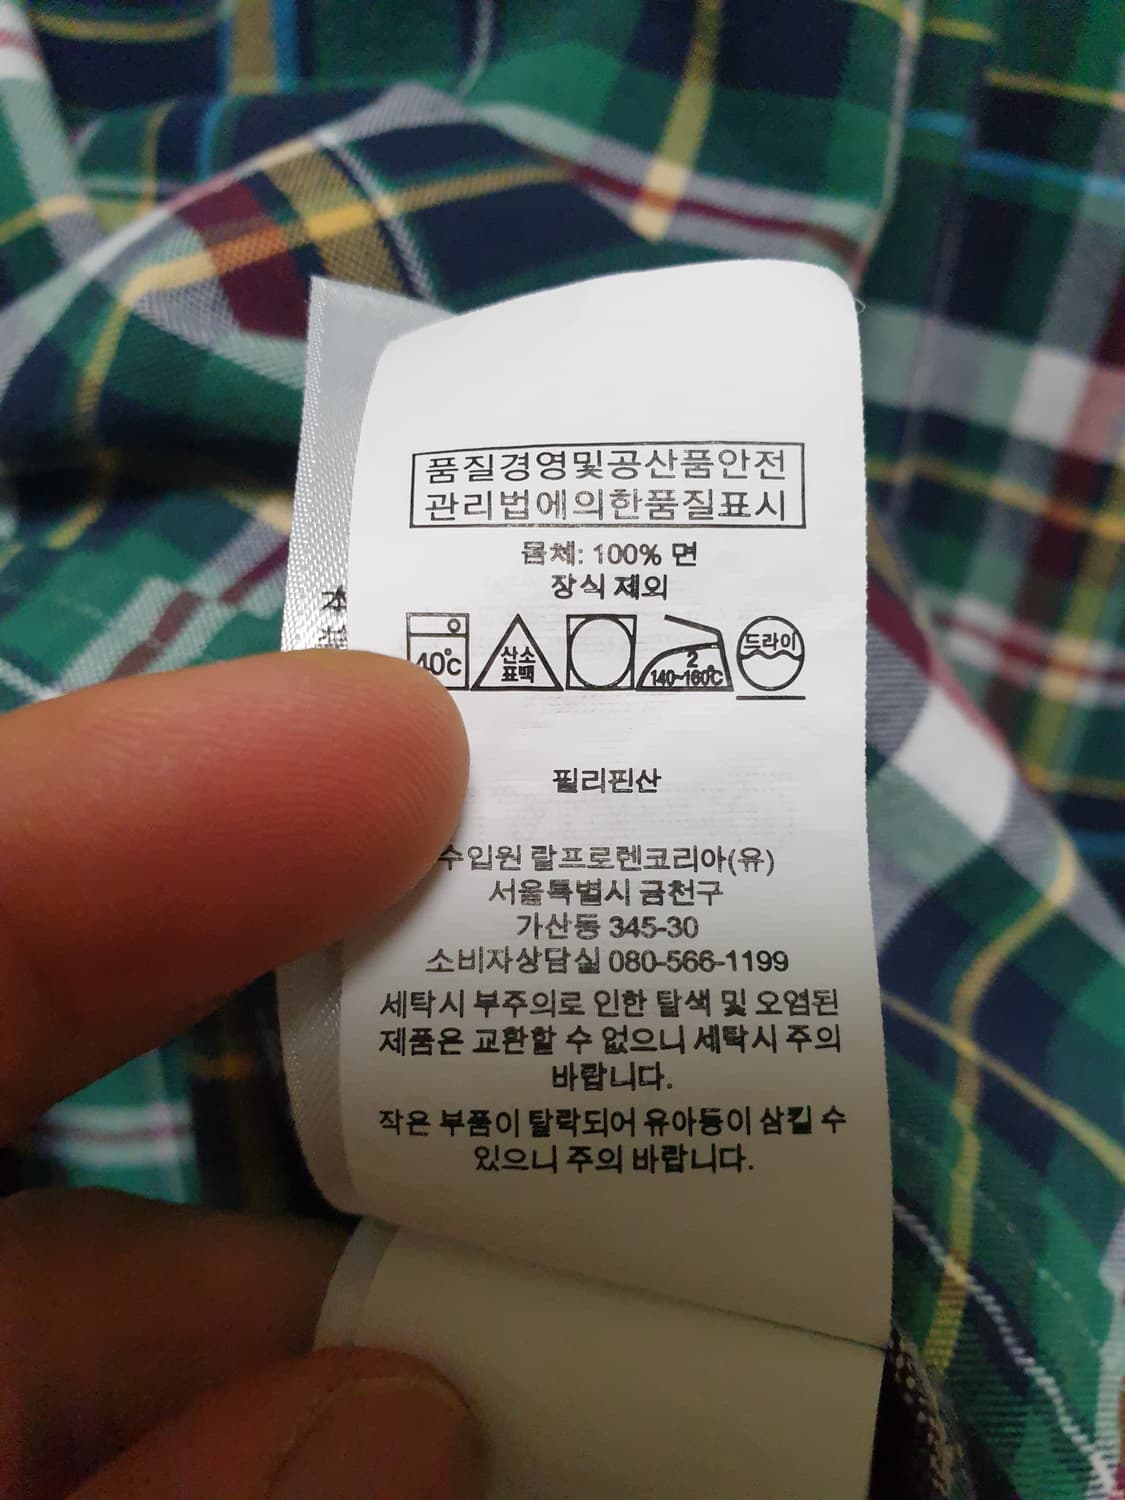 품질경영및공산품안전
관리법에의한품질표시
몸체: 100% 면
장식 제외
40℃
산소
표백
2
140~160℃
드라이
필리핀산
수입원 랄프로렌코리아(유)
서울특별시 금천구
가산동 345-30
소비자상담실 080-566-1199
세탁시 부주의로 인한 탈색 및 오염된
제품은 교환할 수 없으니 세탁시 주의
바랍니다.
작은 부품이 탈락되어 유아등이 삼킬 수
있으니 주의 바랍니다.
本